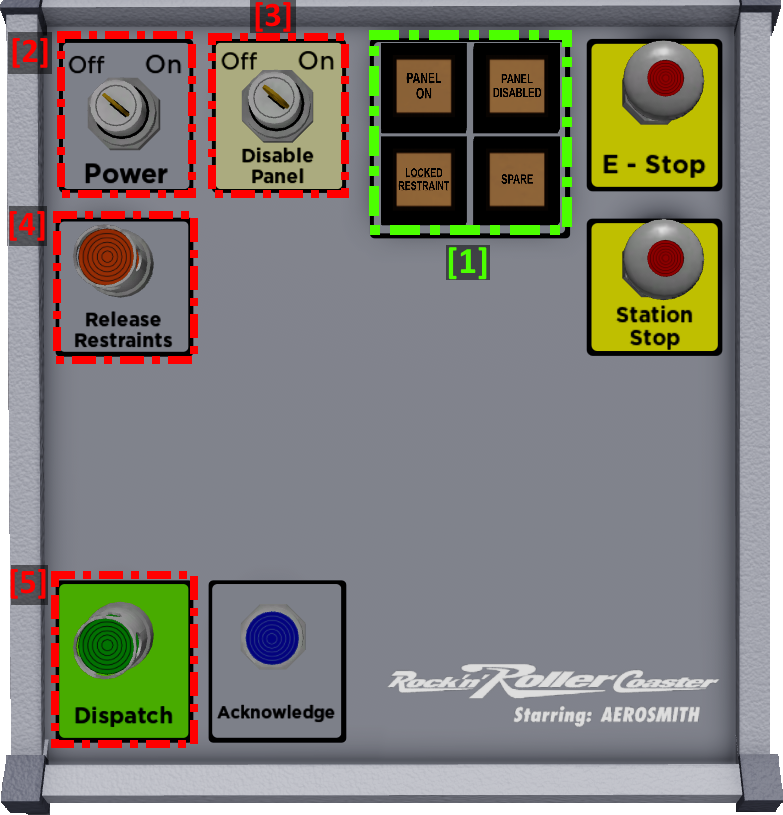 [3]
[2]
Off On
Power
Off On
Disable
Panel
PANEL
ON
PANEL
DISABLED
LOCKED
RESTRAINT
SPARE
[1]
E - Stop
[4]
Release
Restraints
Station
Stop
[5]
Dispatch
Acknowledge
Rock'n' Roller Coaster
Starring: AEROSMITH